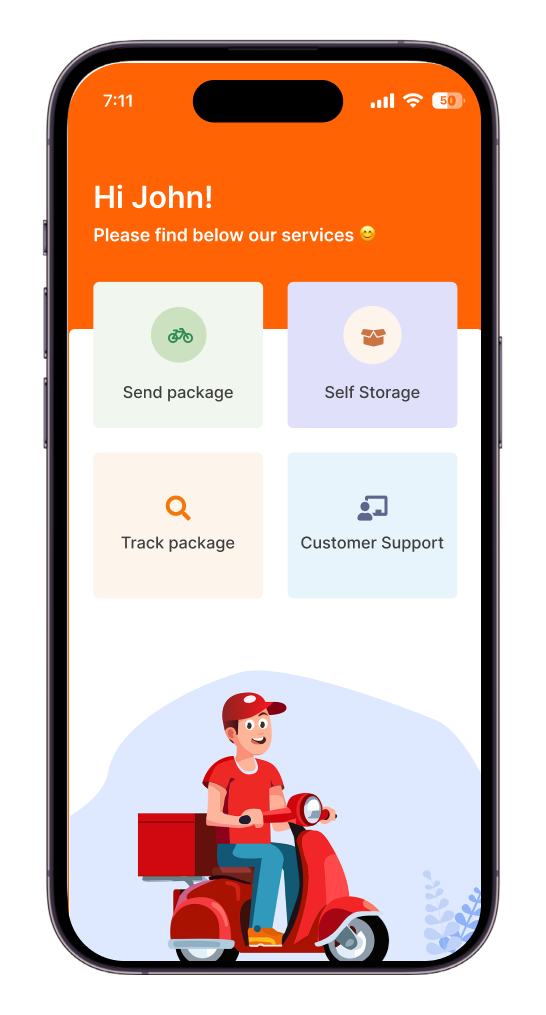 7:11
50
Hi John!
Please find below our services 😊
Send package
Self Storage
Track package
Customer Support